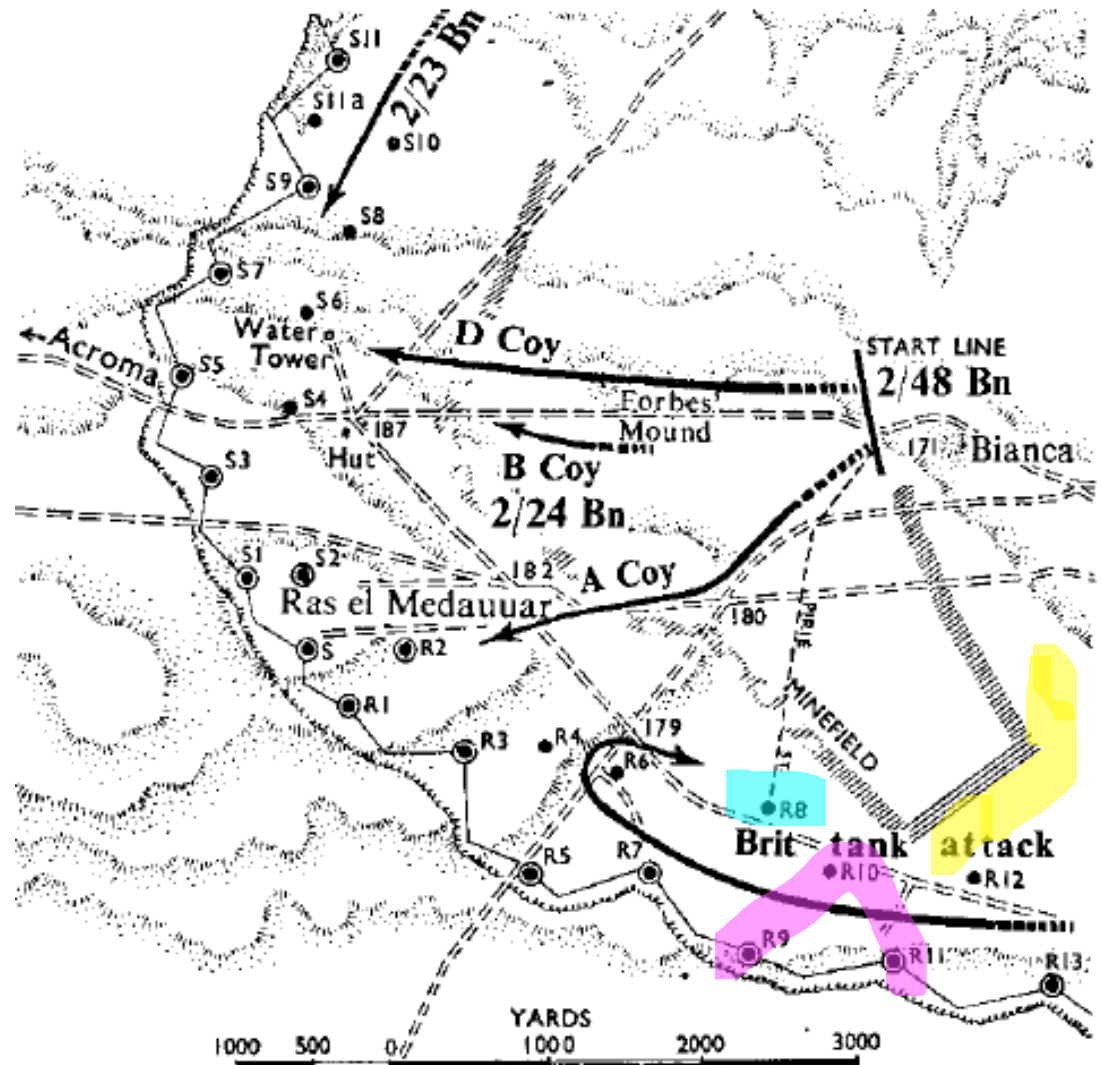 S11
S11a
2/23 Bn
S10
S9
S8
S7
S6
Water
Tower
D Coy
START LINE
2/48 Bn
←Acroma
S5
S4
Forbes'
Mound
187
Hut
171
Bianca
B Coy
S3
2/24 Bn
S1
S2
182
A Coy
Ras el Medauuar
180
PIRIE
ST
S
R2
R1
MINEFIELD
179
R3
R4
R6
R8
Brit tank attack
R5
R7
R10
R12
R9
R11
R13
YARDS
1000 500 0 1000 2000 3000